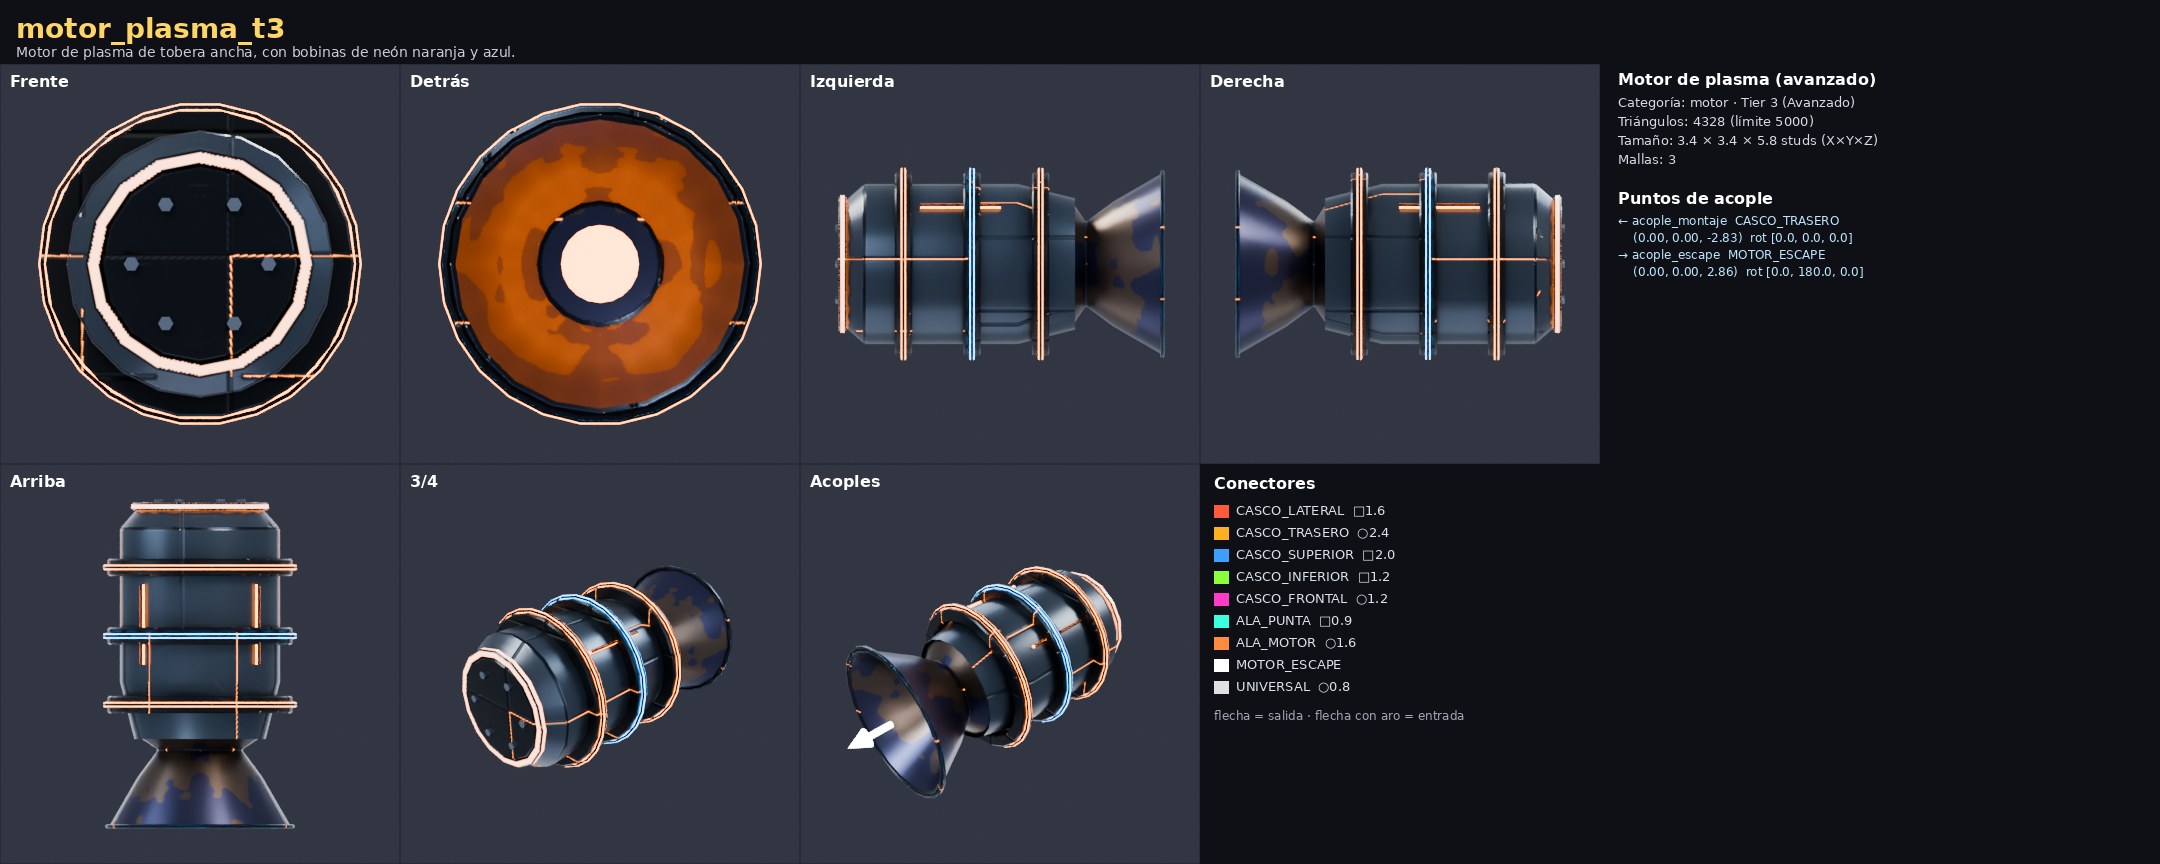 motor_plasma_t3
Motor de plasma de tobera ancha, con bobinas de neón naranja y azul.
Frente
Detrás
Izquierda
Derecha
Motor de plasma (avanzado)
Categoría: motor · Tier 3 (Avanzado)
Triángulos: 4328 (límite 5000)
Tamaño: 3.4 × 3.4 × 5.8 studs (X×Y×Z)
Mallas: 3
Puntos de acople
← acople_montaje  CASCO_TRASERO
(0.00, 0.00, -2.83)  rot [0.0, 0.0, 0.0]
→ acople_escape  MOTOR_ESCAPE
(0.00, 0.00, 2.86)  rot [0.0, 180.0, 0.0]
Arriba
3/4
Acoples
Conectores
CASCO_LATERAL  □1.6
CASCO_TRASERO  ○2.4
CASCO_SUPERIOR  □2.0
CASCO_INFERIOR  □1.2
CASCO_FRONTAL  ○1.2
ALA_PUNTA  □0.9
ALA_MOTOR  ○1.6
MOTOR_ESCAPE
UNIVERSAL  ○0.8
flecha = salida · flecha con aro = entrada